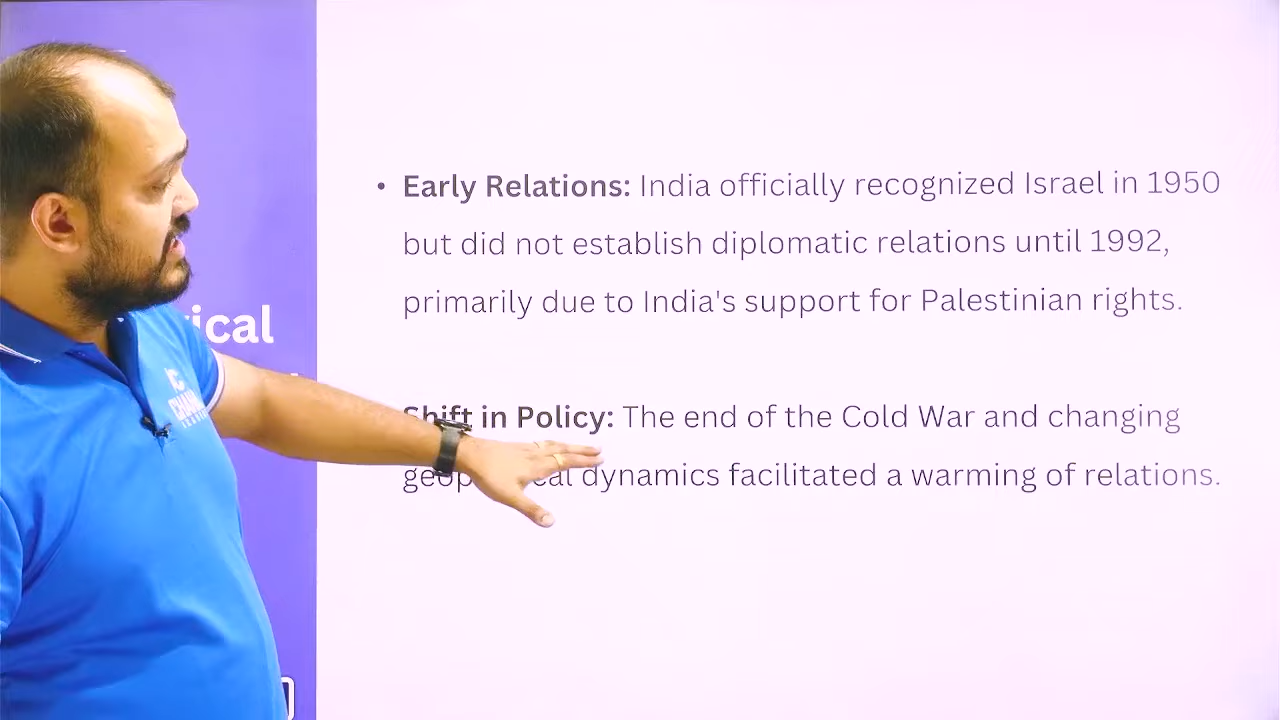 • Early Relations: India officially recognized Israel in 1950
but did not establish diplomatic relations until 1992,
primarily due to India's support for Palestinian rights.
Shift in Policy: The end of the Cold War and changing
dynamics facilitated a warming of relations.